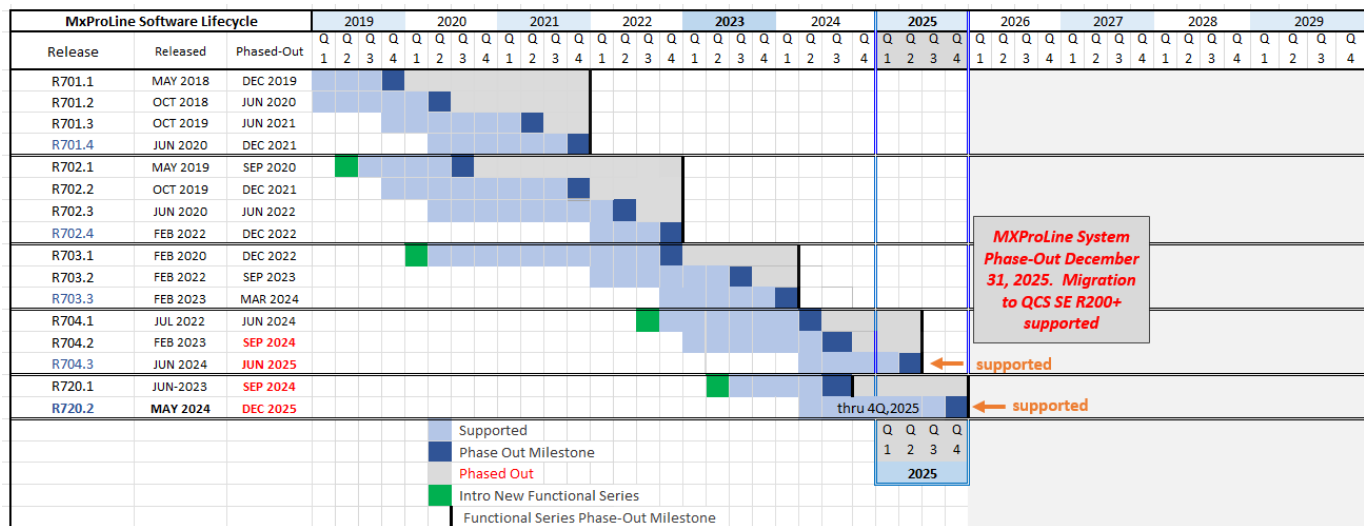 MxProLine Software Lifecycle 2019 2020 2021 2022 2023 2024 2025 2026 2027 2028 2029
Release Released Phased-Out Q Q Q Q Q Q Q Q Q Q Q Q Q Q Q Q Q Q Q Q Q Q Q Q Q Q Q Q Q Q Q Q Q Q Q Q Q Q Q Q Q Q Q Q
1 2 3 4 1 2 3 4 1 2 3 4 1 2 3 4 1 2 3 4 1 2 3 4 1 2 3 4 1 2 3 4 1 2 3 4 1 2 3 4 1 2 3 4
R701.1 MAY 2018 DEC 2019
R701.2 OCT 2018 JUN 2020
R701.3 OCT 2019 JUN 2021
R701.4 JUN 2020 DEC 2021
R702.1 MAY 2019 SEP 2020
R702.2 OCT 2019 DEC 2021
R702.3 JUN 2020 JUN 2022
R702.4 FEB 2022 DEC 2022
R703.1 FEB 2020 DEC 2022
R703.2 FEB 2022 SEP 2023
R703.3 FEB 2023 MAR 2024
R704.1 JUL 2022 JUN 2024
R704.2 FEB 2023 SEP 2024
R704.3 JUN 2024 JUN 2025 supported
R720.1 JUN-2023 SEP 2024
R720.2 MAY 2024 DEC 2025 thru 4Q,2025 supported
MXProLine System
Phase-Out December
31, 2025. Migration
to QCS SE R200+
supported
Supported
Phase Out Milestone
Phased Out
Intro New Functional Series
Functional Series Phase-Out Milestone
Q Q Q Q
1 2 3 4
2025